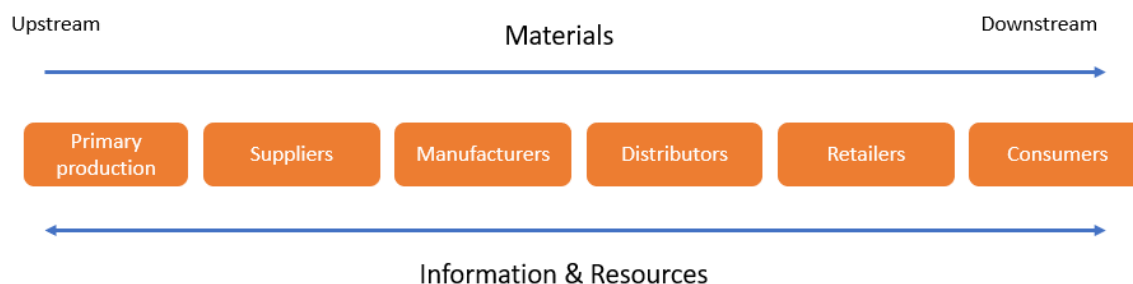 Upstream
Materials
Downstream
Primary
production
Suppliers
Manufacturers
Distributors
Retailers
Consumers
Information & Resources